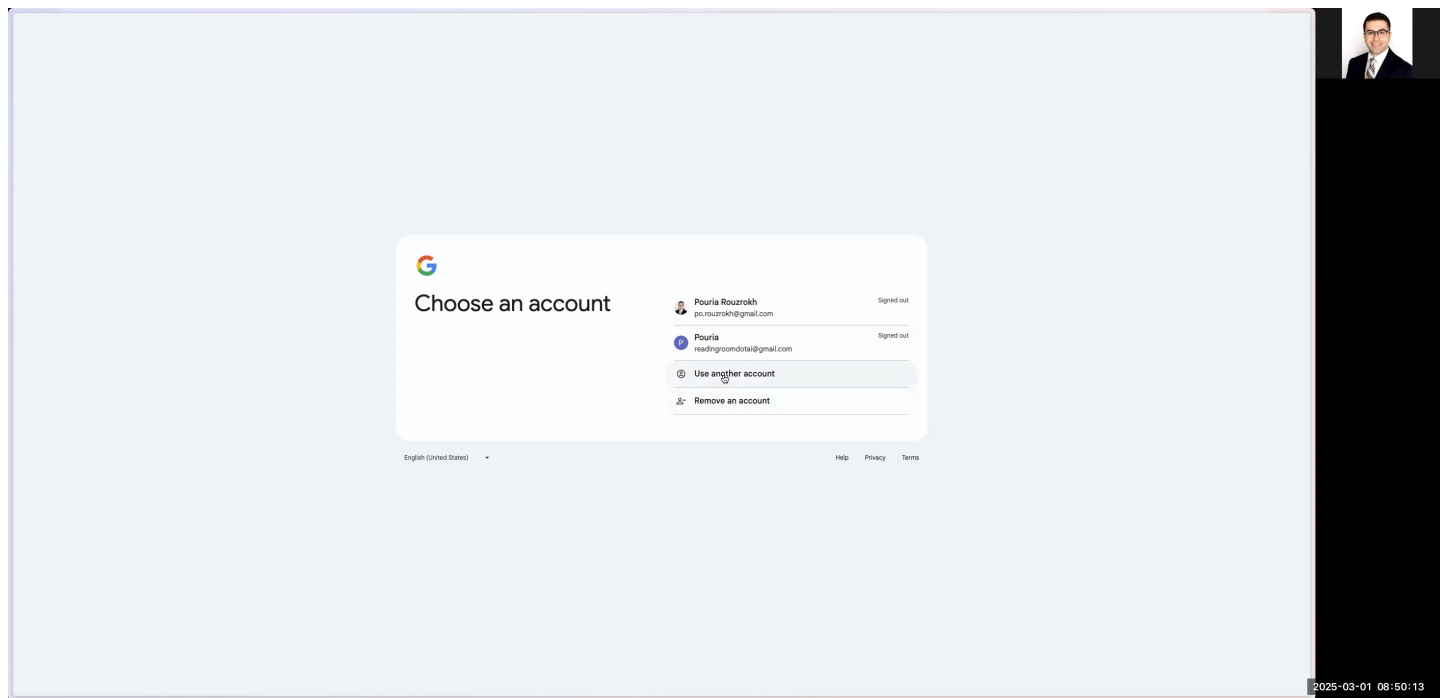 Choose an account
Pouria Rouzrokh
Signed out
po.rouzrokh@gmail.com
P
Pouria
Signed out
readingroomdotai@gmail.com
Use another account
Remove an account
English (United States)
Help
Privacy
Terms
2025-03-01 08:50:13